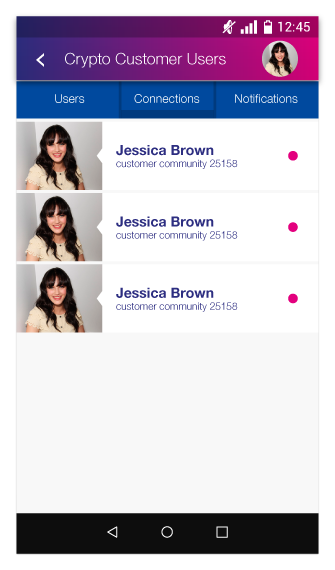 12:45
Crypto Customer Users
Users Connections Notifications
Jessica Brown
customer community 25158
Jessica Brown
customer community 25158
Jessica Brown
customer community 25158